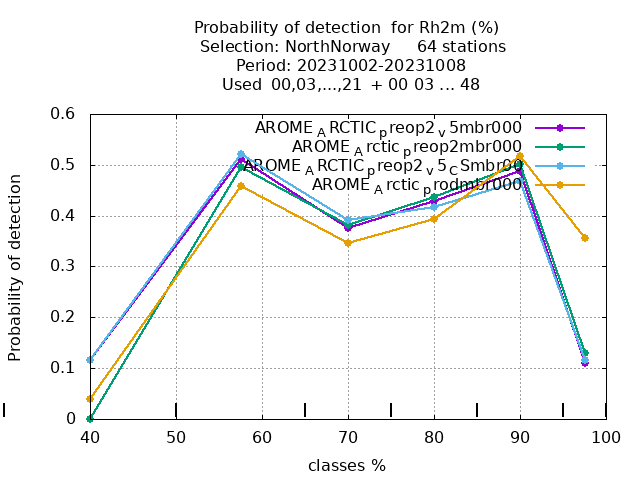 Probability of detection for Rh2m (%)
Selection: NorthNorway 64 stations
Period: 20231002-20231008
Used 00,03,...,21 + 00 03 ... 48
AROME_ARCTIC_preop2_v5mbr000
AROME_Arctic_preop2mbr000
AROME_ARCTIC_preop2_v5_CSmbr00
AROME_Arctic_prodmbr000
Probability of detection
0.6
0.5
0.4
0.3
0.2
0.1
0
40 50 60 70 80 90 100
classes %